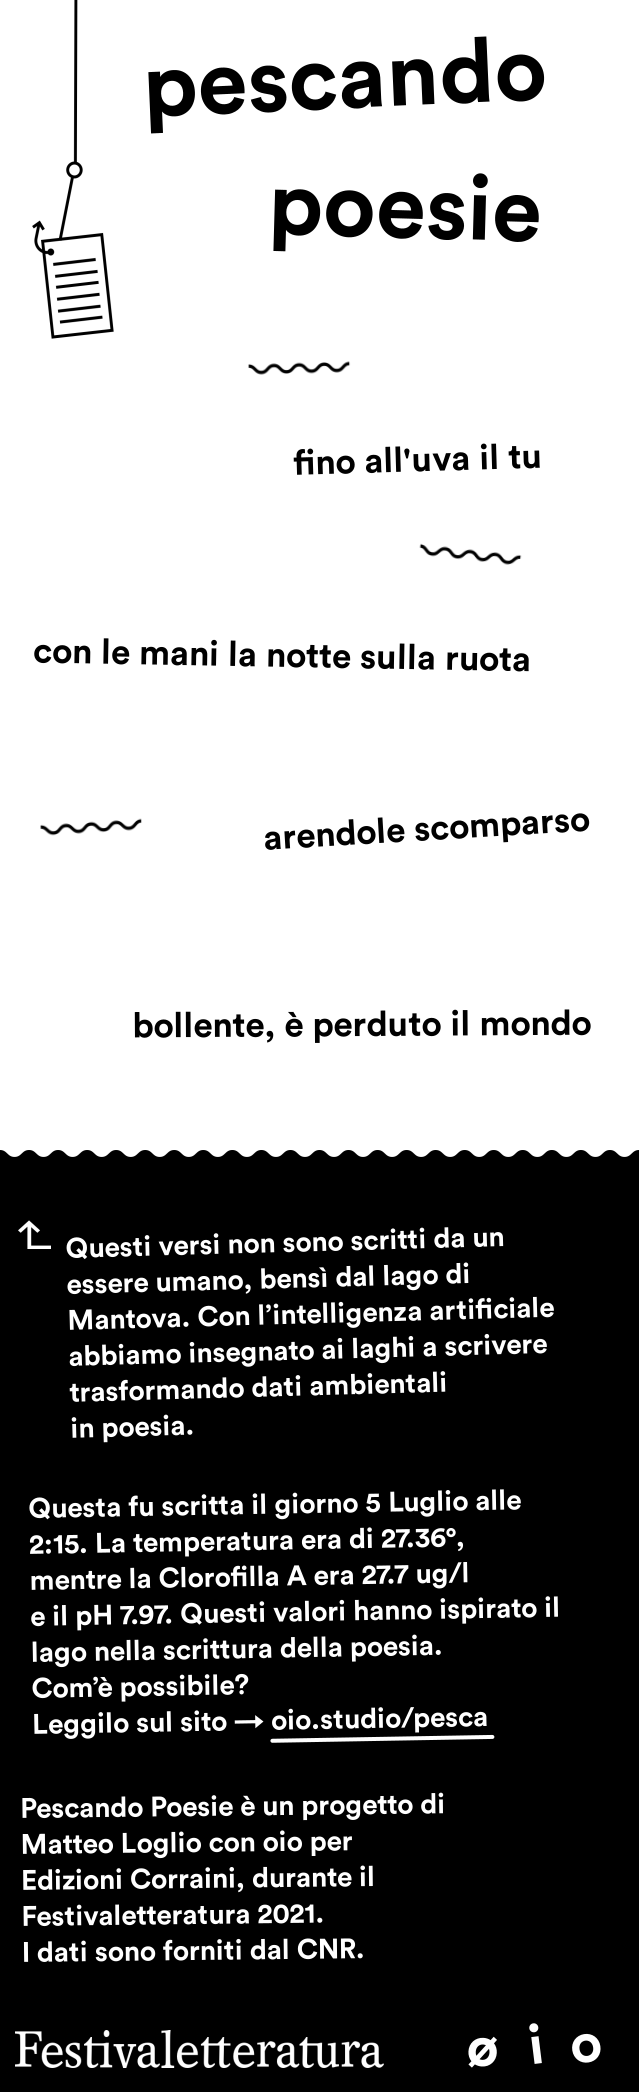 pescando
poesie
fino all'uva il tu
con le mani la notte sulla ruota
arendole scomparso
bollente, è perduto il mondo
Questi versi non sono scritti da un
essere umano, bensì dal lago di
Mantova. Con l’intelligenza artificiale
abbiamo insegnato ai laghi a scrivere
trasformando dati ambientali
in poesia.
Questa fu scritta il giorno 5 Luglio alle
2:15. La temperatura era di 27.36°,
mentre la Clorofilla A era 27.7 ug/l
e il pH 7.97. Questi valori hanno ispirato il
lago nella scrittura della poesia.
Com’è possibile?
Leggilo sul sito → oio.studio/pesca
Pescando Poesie è un progetto di
Matteo Loglio con oio per
Edizioni Corraini, durante il
Festivaletteratura 2021.
I dati sono forniti dal CNR.
Festivaletteratura ø i o